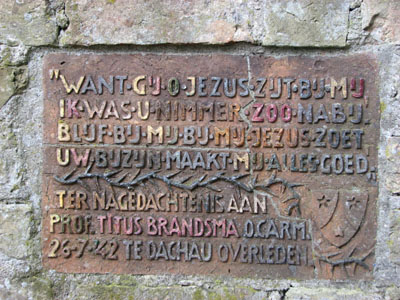 "WANT·GIJ·O·JEZUS·ZIJT·BIJ·MIJ,
IK·WAS·U·NIMMER·ZOO·NABIJ.
BLIJF·BIJ·MIJ·BIJ·MIJ·JEZUS·ZOET
UW·BIJZIJN·MAAKT·MIJ·ALLES·GOED,,
TER NAGEDACHTENIS AAN
PROF. TITUS BRANDSMA. O.CARM.
26-7-'42 TE DACHAU OVERLEDEN.